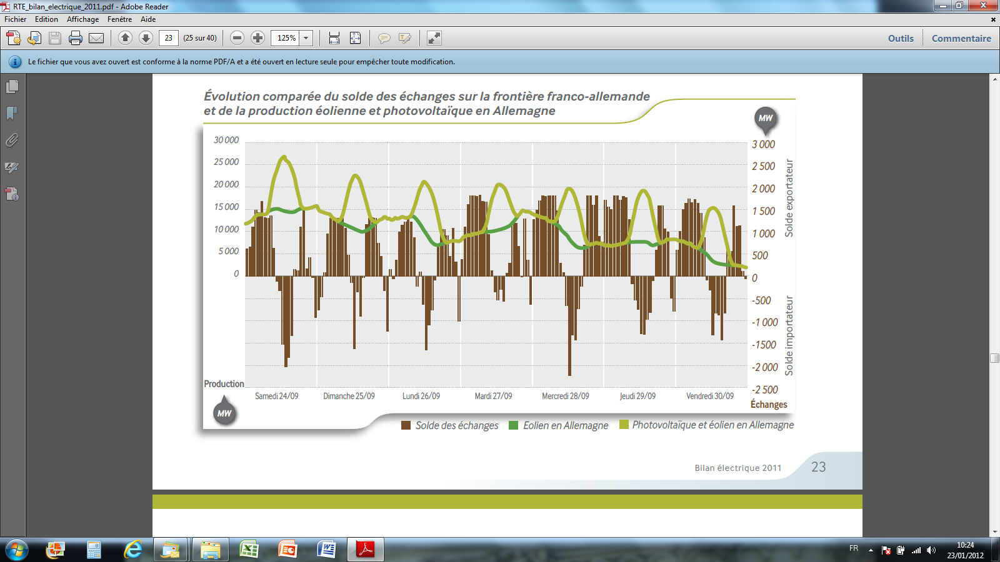 RTE_bilan_electrique_2011.pdf - Adobe Reader
Fichier Edition Affichage Fenêtre Aide
23 (25 sur 40) 125% Outils Commentaire
Le fichier que vous avez ouvert est conforme à la norme PDF/A et a été ouvert en lecture seule pour empêcher toute modification.
Évolution comparée du solde des échanges sur la frontière franco-allemande
et de la production éolienne et photovoltaïque en Allemagne
MW
30 000
25 000
20 000
15 000
10 000
5 000
0
Production
MW
3 000
2 500
2 000
1 500
1 000
500
0
-500
-1 000
-1500
-2 000
-2 500
Échanges
Solde exportateur
Solde importateur
Samedi 24/09 Dimanche 25/09 Lundi 26/09 Mardi 27/09 Mercredi 28/09 Jeudi 29/09 Vendredi 30/09
Solde des échanges Eolien en Allemagne Photovoltaïque et éolien en Allemagne
Bilan électrique 2011 23
FR
10:24
23/01/2012